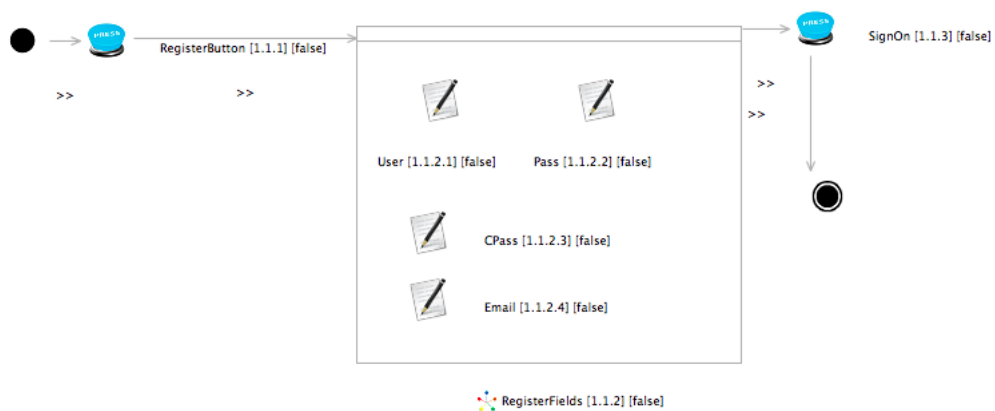 PRESS
PRESS
SignOn [1.1.3] [false]
RegisterButton [1.1.1] [false]
>>
>>
>>
>>
User [1.1.2.1] [false]
Pass [1.1.2.2] [false]
CPass [1.1.2.3] [false]
Email [1.1.2.4] [false]
RegisterFields [1.1.2] [false]